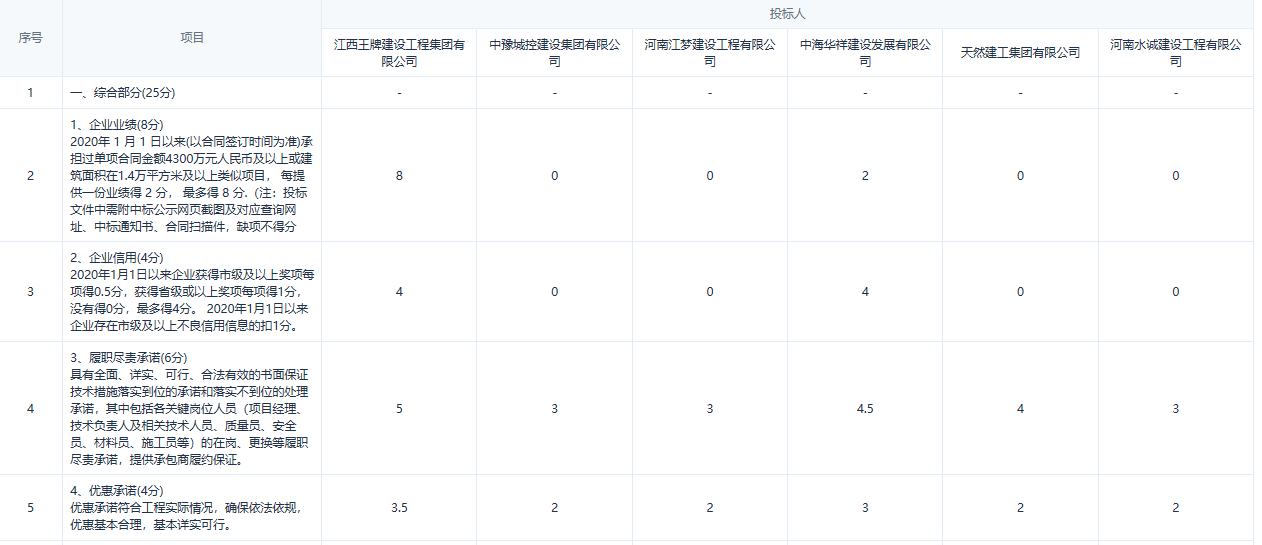 投标人
序号
项目
江西王牌建设工程集团有
限公司
中豫城控建设集团有限公
司
河南江梦建设工程有限公
司
中海华祥建设发展有限公
司
天然建工集团有限公司
河南水诚建设工程有限公
司
1
一、综合部分(25分)
-
-
-
-
-
-
2
1、企业业绩(8分)
2020年 1 月 1 日以来(以合同签订时间为准)承
担过单项合同金额4300万元人民币及以上或建
筑面积在1.4万平方米及以上类似项目， 每提
供一份业绩得 2 分， 最多得 8 分.（注：投标
文件中需附中标公示网页截图及对应查询网
址、中标通知书、合同扫描件，缺项不得分
8
0
0
2
0
0
3
2、企业信用(4分)
2020年1月1日以来企业获得市级及以上奖项每
项得0.5分，获得省级或以上奖项每项得1分，
没有得0分，最多得4分。 2020年1月1日以来
企业存在市级及以上不良信用信息的扣1分。
4
0
0
4
0
0
4
3、履职尽责承诺(6分)
具有全面、详实、可行、合法有效的书面保证
技术措施落实到位的承诺和落实不到位的处理
承诺，其中包括各关键岗位人员（项目经理、
技术负责人及相关技术人员、质量员、安全
员、材料员、施工员等）的在岗、更换等履职
尽责承诺，提供承包商履约保证。
5
3
3
4.5
4
3
5
4、优惠承诺(4分)
优惠承诺符合工程实际情况，确保依法依规，
优惠基本合理，基本详实可行。
3.5
2
2
3
2
2